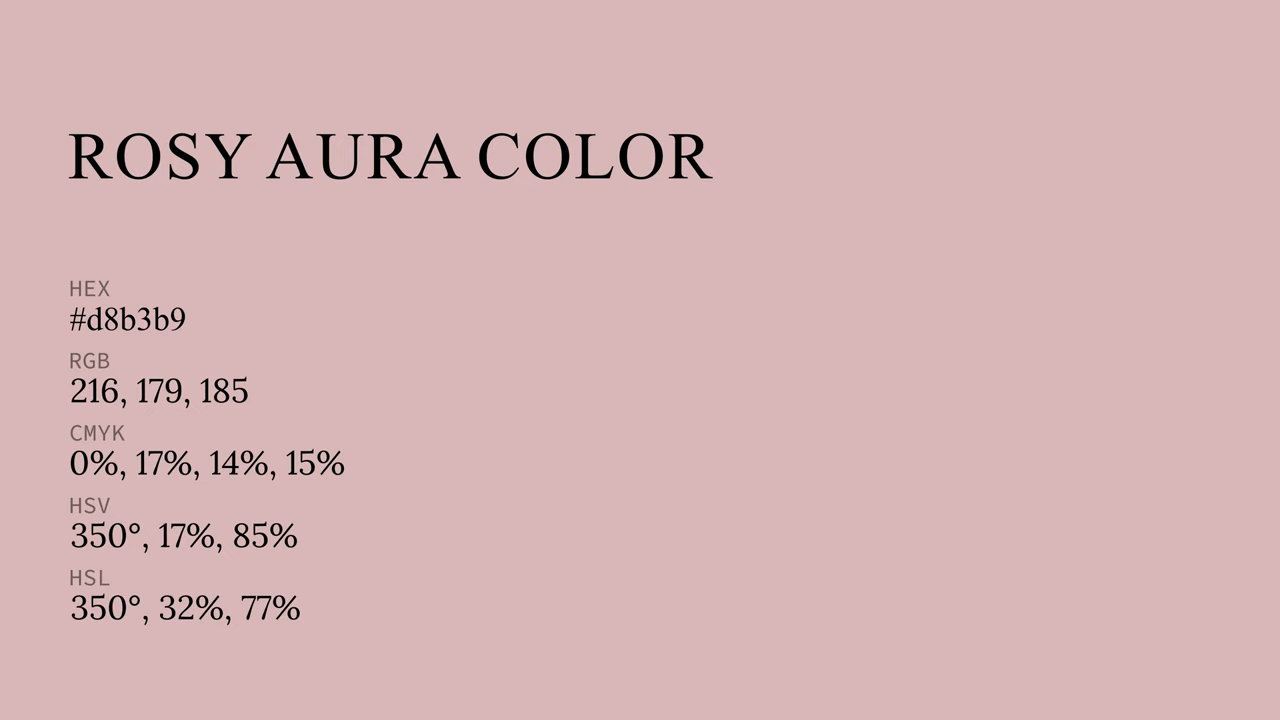 ROSY AURA COLOR
HEX
#d8b3b9
RGB
216, 179, 185
CMYK
0%, 17%, 14%, 15%
HSV
350°, 17%, 85%
HSL
350°, 32%, 77%